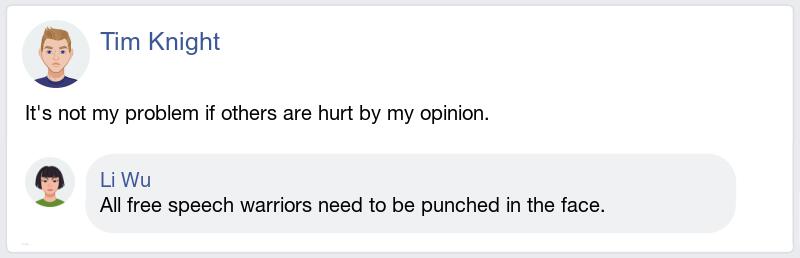 Tim Knight
It's not my problem if others are hurt by my opinion.
Li Wu
All free speech warriors need to be punched in the face.